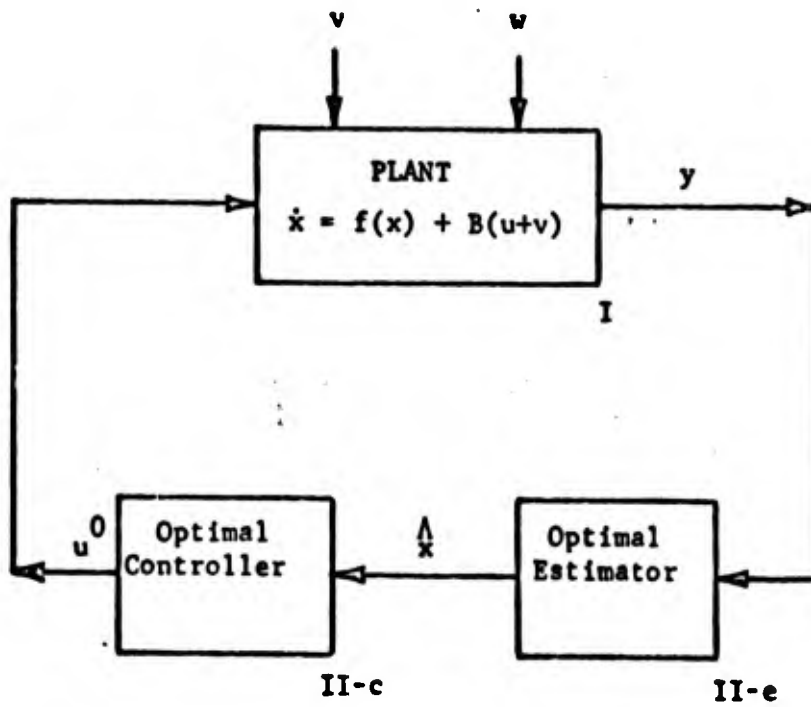 v w
PLANT
ẋ = f(x) + B(u+v)
y
I
u⁰
Optimal
Controller
x̂
Optimal
Estimator
II-c
II-e